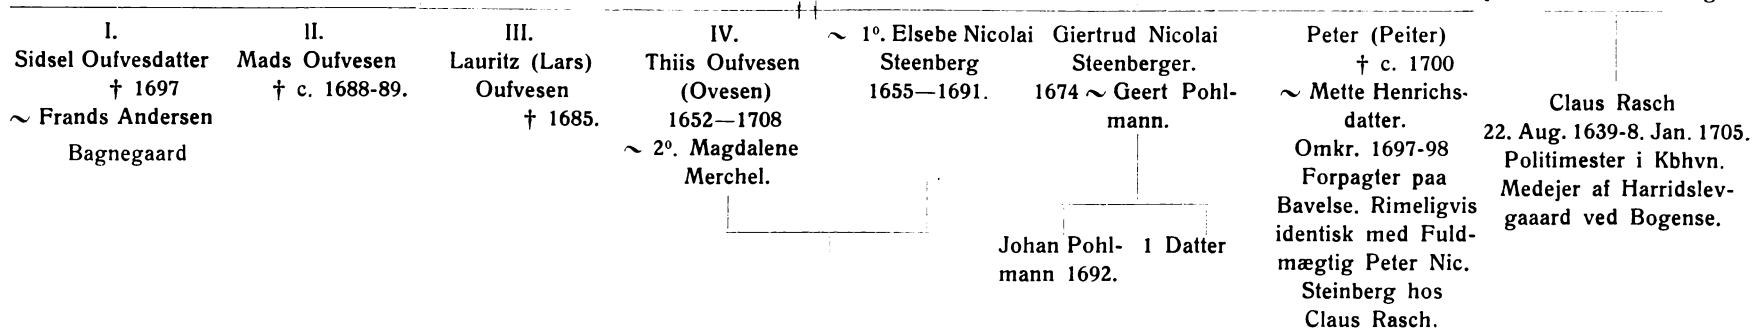 I.
Sidsel Oufvesdatter
† 1697
~ Frands Andersen
Bagnegaard
II.
Mads Oufvesen
† c. 1688-89.
III.
Lauritz (Lars)
Oufvesen
† 1685.
IV.
Thiis Oufvesen
(Ovesen)
1652—1708
~ 2º. Magdalene
Merchel.
~ 1º. Elsebe Nicolai
Steenberg
1655—1691.
Giertrud Nicolai
Steenberger.
1674 ~ Geert Pohl-
mann.
Johan Pohl-
mann 1692.
1 Datter
Peter (Peiter)
† c. 1700
~ Mette Henrichs-
datter.
Omkr. 1697-98
Forpagter paa
Bavelse. Rimeligvis
identisk med Fuld-
mægtig Peter Nic.
Steinberg hos
Claus Rasch.
Claus Rasch
22. Aug. 1639-8. Jan. 1705.
Politimester i Kbhvn.
Medejer af Harridslev-
gaaard ved Bogense.